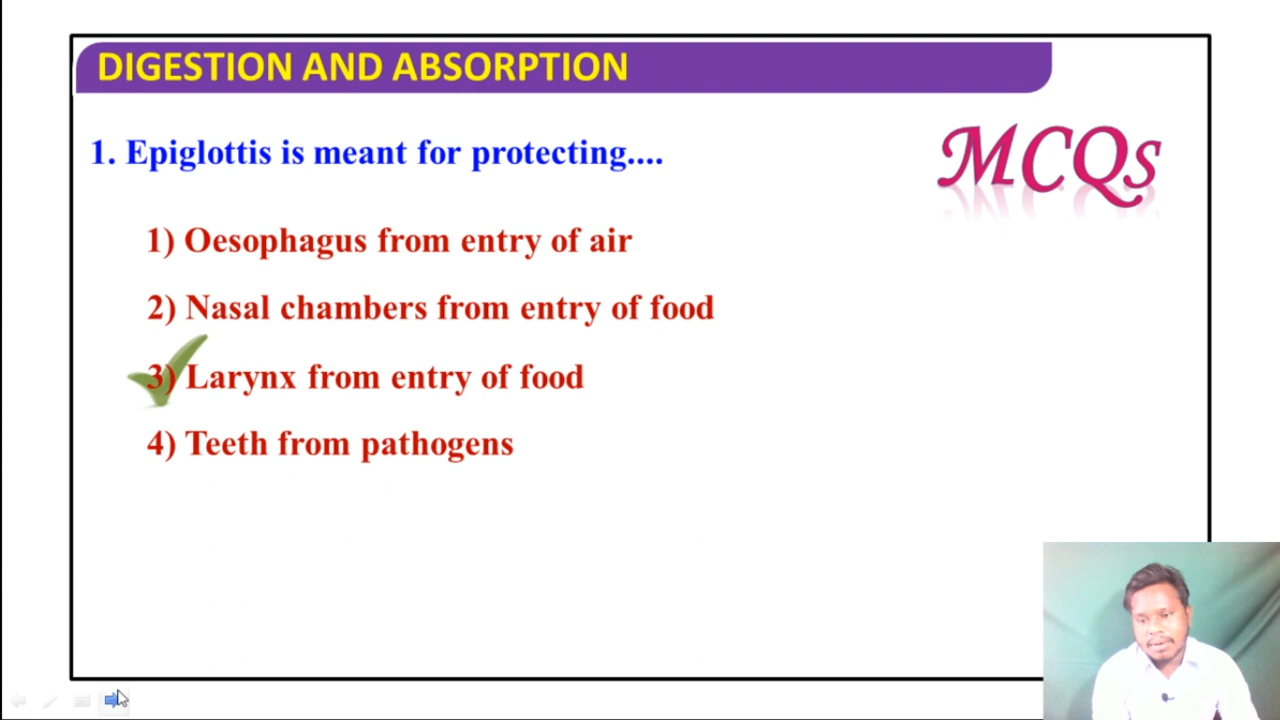 DIGESTION AND ABSORPTION
1. Epiglottis is meant for protecting....
MCQs
1) Oesophagus from entry of air
2) Nasal chambers from entry of food
3) Larynx from entry of food
4) Teeth from pathogens